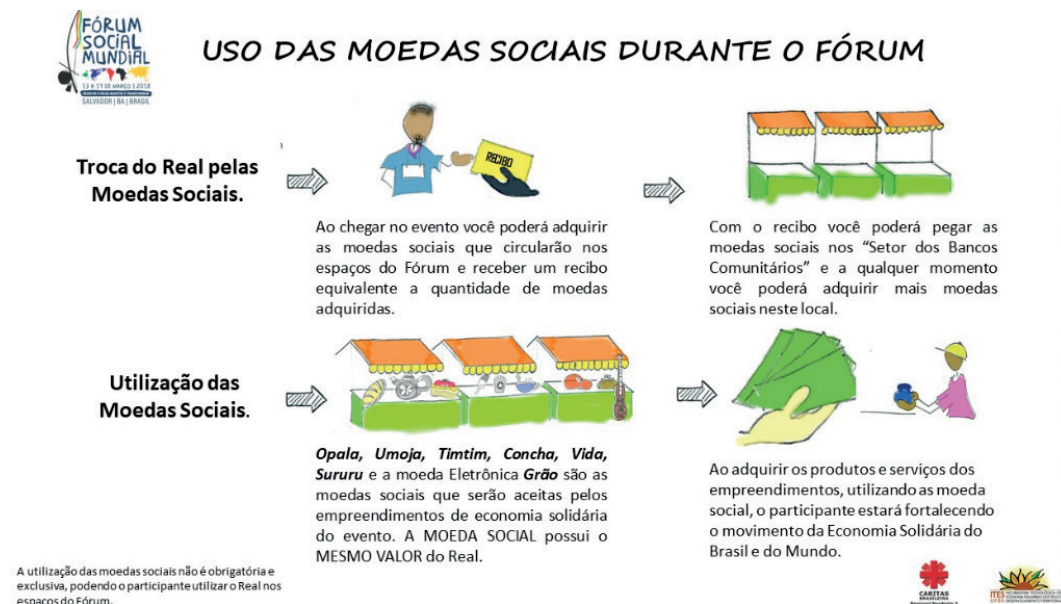 FÓRUM
SOCIAL
MUNDIAL
13 A 17 DE MARÇO | 2018
SALVADOR | BA | BRASIL
USO DAS MOEDAS SOCIAIS DURANTE O FÓRUM
Troca do Real pelas
Moedas Sociais.
RECIBO
Ao chegar no evento você poderá adquirir
as moedas sociais que circularão nos
espaços do Fórum e receber um recibo
equivalente a quantidade de moedas
adquiridas.
Com o recibo você poderá pegar as
moedas sociais nos “Setor dos Bancos
Comunitários” e a qualquer momento
você poderá adquirir mais moedas
sociais neste local.
Utilização das
Moedas Sociais.
Opala, Umoja, Timtim, Concha, Vida,
Sururu e a moeda Eletrônica Grão são as
moedas sociais que serão aceitas pelos
empreendimentos de economia solidária
do evento. A MOEDA SOCIAL possui o
MESMO VALOR do Real.
Ao adquirir os produtos e serviços dos
empreendimentos, utilizando as moeda
social, o participante estará fortalecendo
o movimento da Economia Solidária do
Brasil e do Mundo.
A utilização das moedas sociais não é obrigatória e
exclusiva, podendo o participante utilizar o Real nos
espaços do Fórum.
CARITAS
BRASILEIRA
ITES